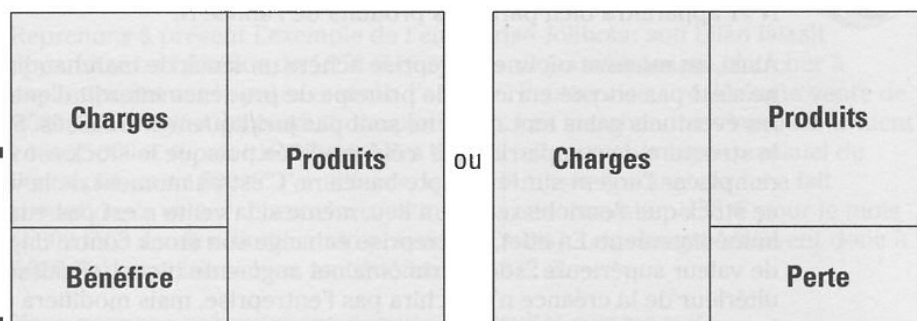 Charges
Produits
ou
Charges
Produits
Bénéfice
Perte